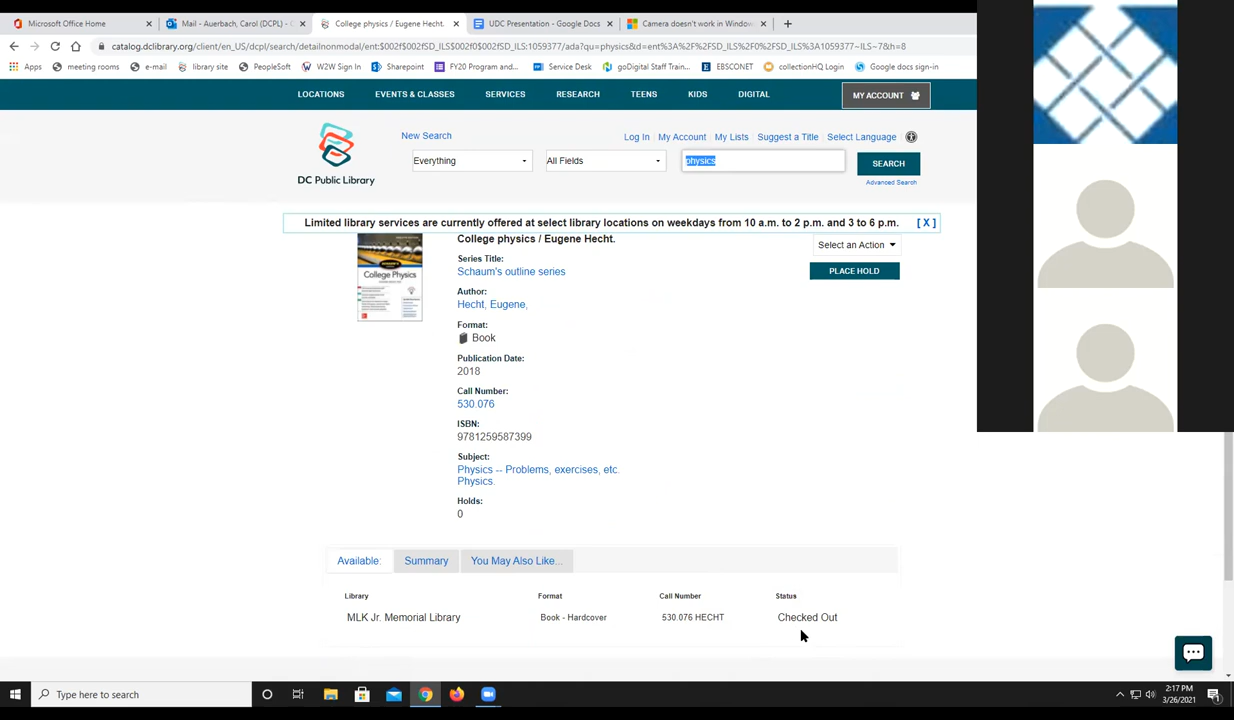 Microsoft Office Home
Mail - Auerbach, Carol (DCPL) - O
College physics / Eugene Hecht.
UDC Presentation - Google Docs
Camera doesn't work in Window
catalog.dclibrary.org/client/en_US/dcpl/search/detailnonmodal/ent:$002f$002fSD_ILS$002f0$002fSD_ILS:1059377/ada?qu=physics&d=ent%3A%2F%2FSD_ILS%2F0%2FSD_ILS%3A1059377~ILS~7&h=8
Apps
meeting rooms
e-mail
library site
PeopleSoft
W2W Sign In
Sharepoint
FY20 Program and...
Service Desk
goDigital Staff Train...
EBSCONET
collectionHQ Login
Google docs sign-in
LOCATIONS
EVENTS & CLASSES
SERVICES
RESEARCH
TEENS
KIDS
DIGITAL
MY ACCOUNT
DC Public Library
New Search
Log In
My Account
My Lists
Suggest a Title
Select Language
Everything
All Fields
physics
SEARCH
Advanced Search
Limited library services are currently offered at select library locations on weekdays from 10 a.m. to 2 p.m. and 3 to 6 p.m.
[ X ]
College physics / Eugene Hecht.
Select an Action
PLACE HOLD
College Physics
Series Title:
Schaum's outline series
Author:
Hecht, Eugene,
Format:
Book
Publication Date:
2018
Call Number:
530.076
ISBN:
9781259587399
Subject:
Physics -- Problems, exercises, etc.
Physics.
Holds:
0
Available:
Summary
You May Also Like...
Library
Format
Call Number
Status
MLK Jr. Memorial Library
Book - Hardcover
530.076 HECHT
Checked Out
Type here to search
2:17 PM
3/26/2021